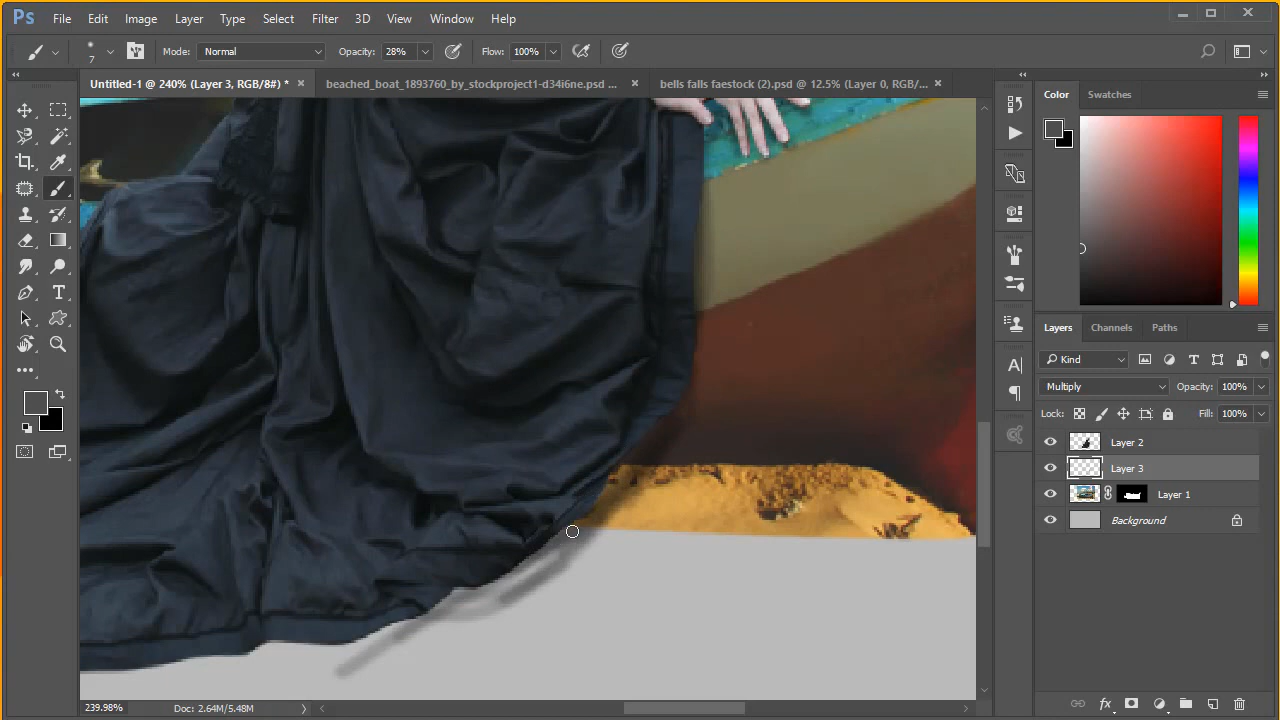 Ps File Edit Image Layer Type Select Filter 3D View Window Help
7 Mode: Normal Opacity: 28% Flow: 100%
Untitled-1 @ 240% (Layer 3, RGB/8#) * × beached_boat_1893760_by_stockproject1-d34i6ne.psd ... × bells falls faestock (2).psd @ 12.5% (Layer 0, RGB/... ×
Color Swatches
Layers Channels Paths
Kind
Multiply Opacity: 100%
Lock: Fill: 100%
Layer 2
Layer 3
Layer 1
Background
239.98% Doc: 2.64M/5.48M